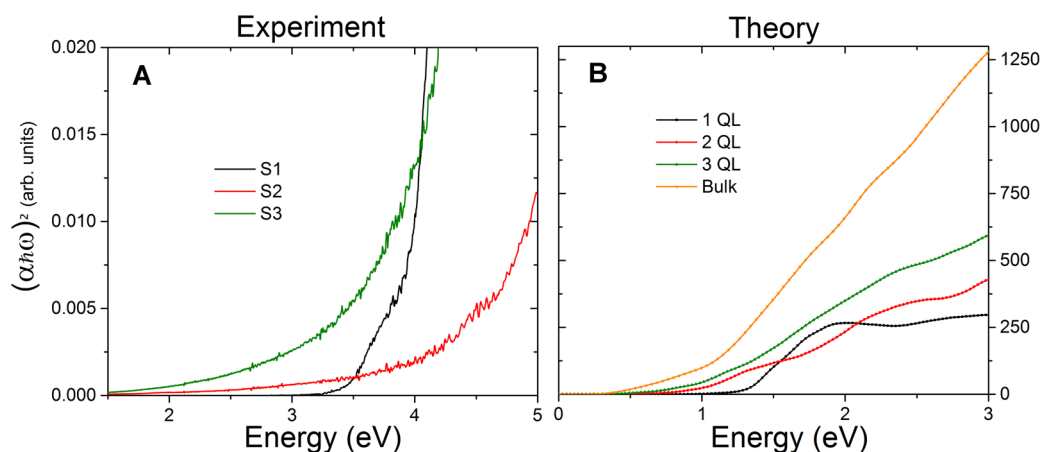 Experiment
Theory
A
B
(αħω)² (arb. units)
0.020
0.015
0.010
0.005
0.000
S1
S2
S3
2
3
4
5
Energy (eV)
1 QL
2 QL
3 QL
Bulk
1250
1000
750
500
250
0
0
1
2
3
Energy (eV)